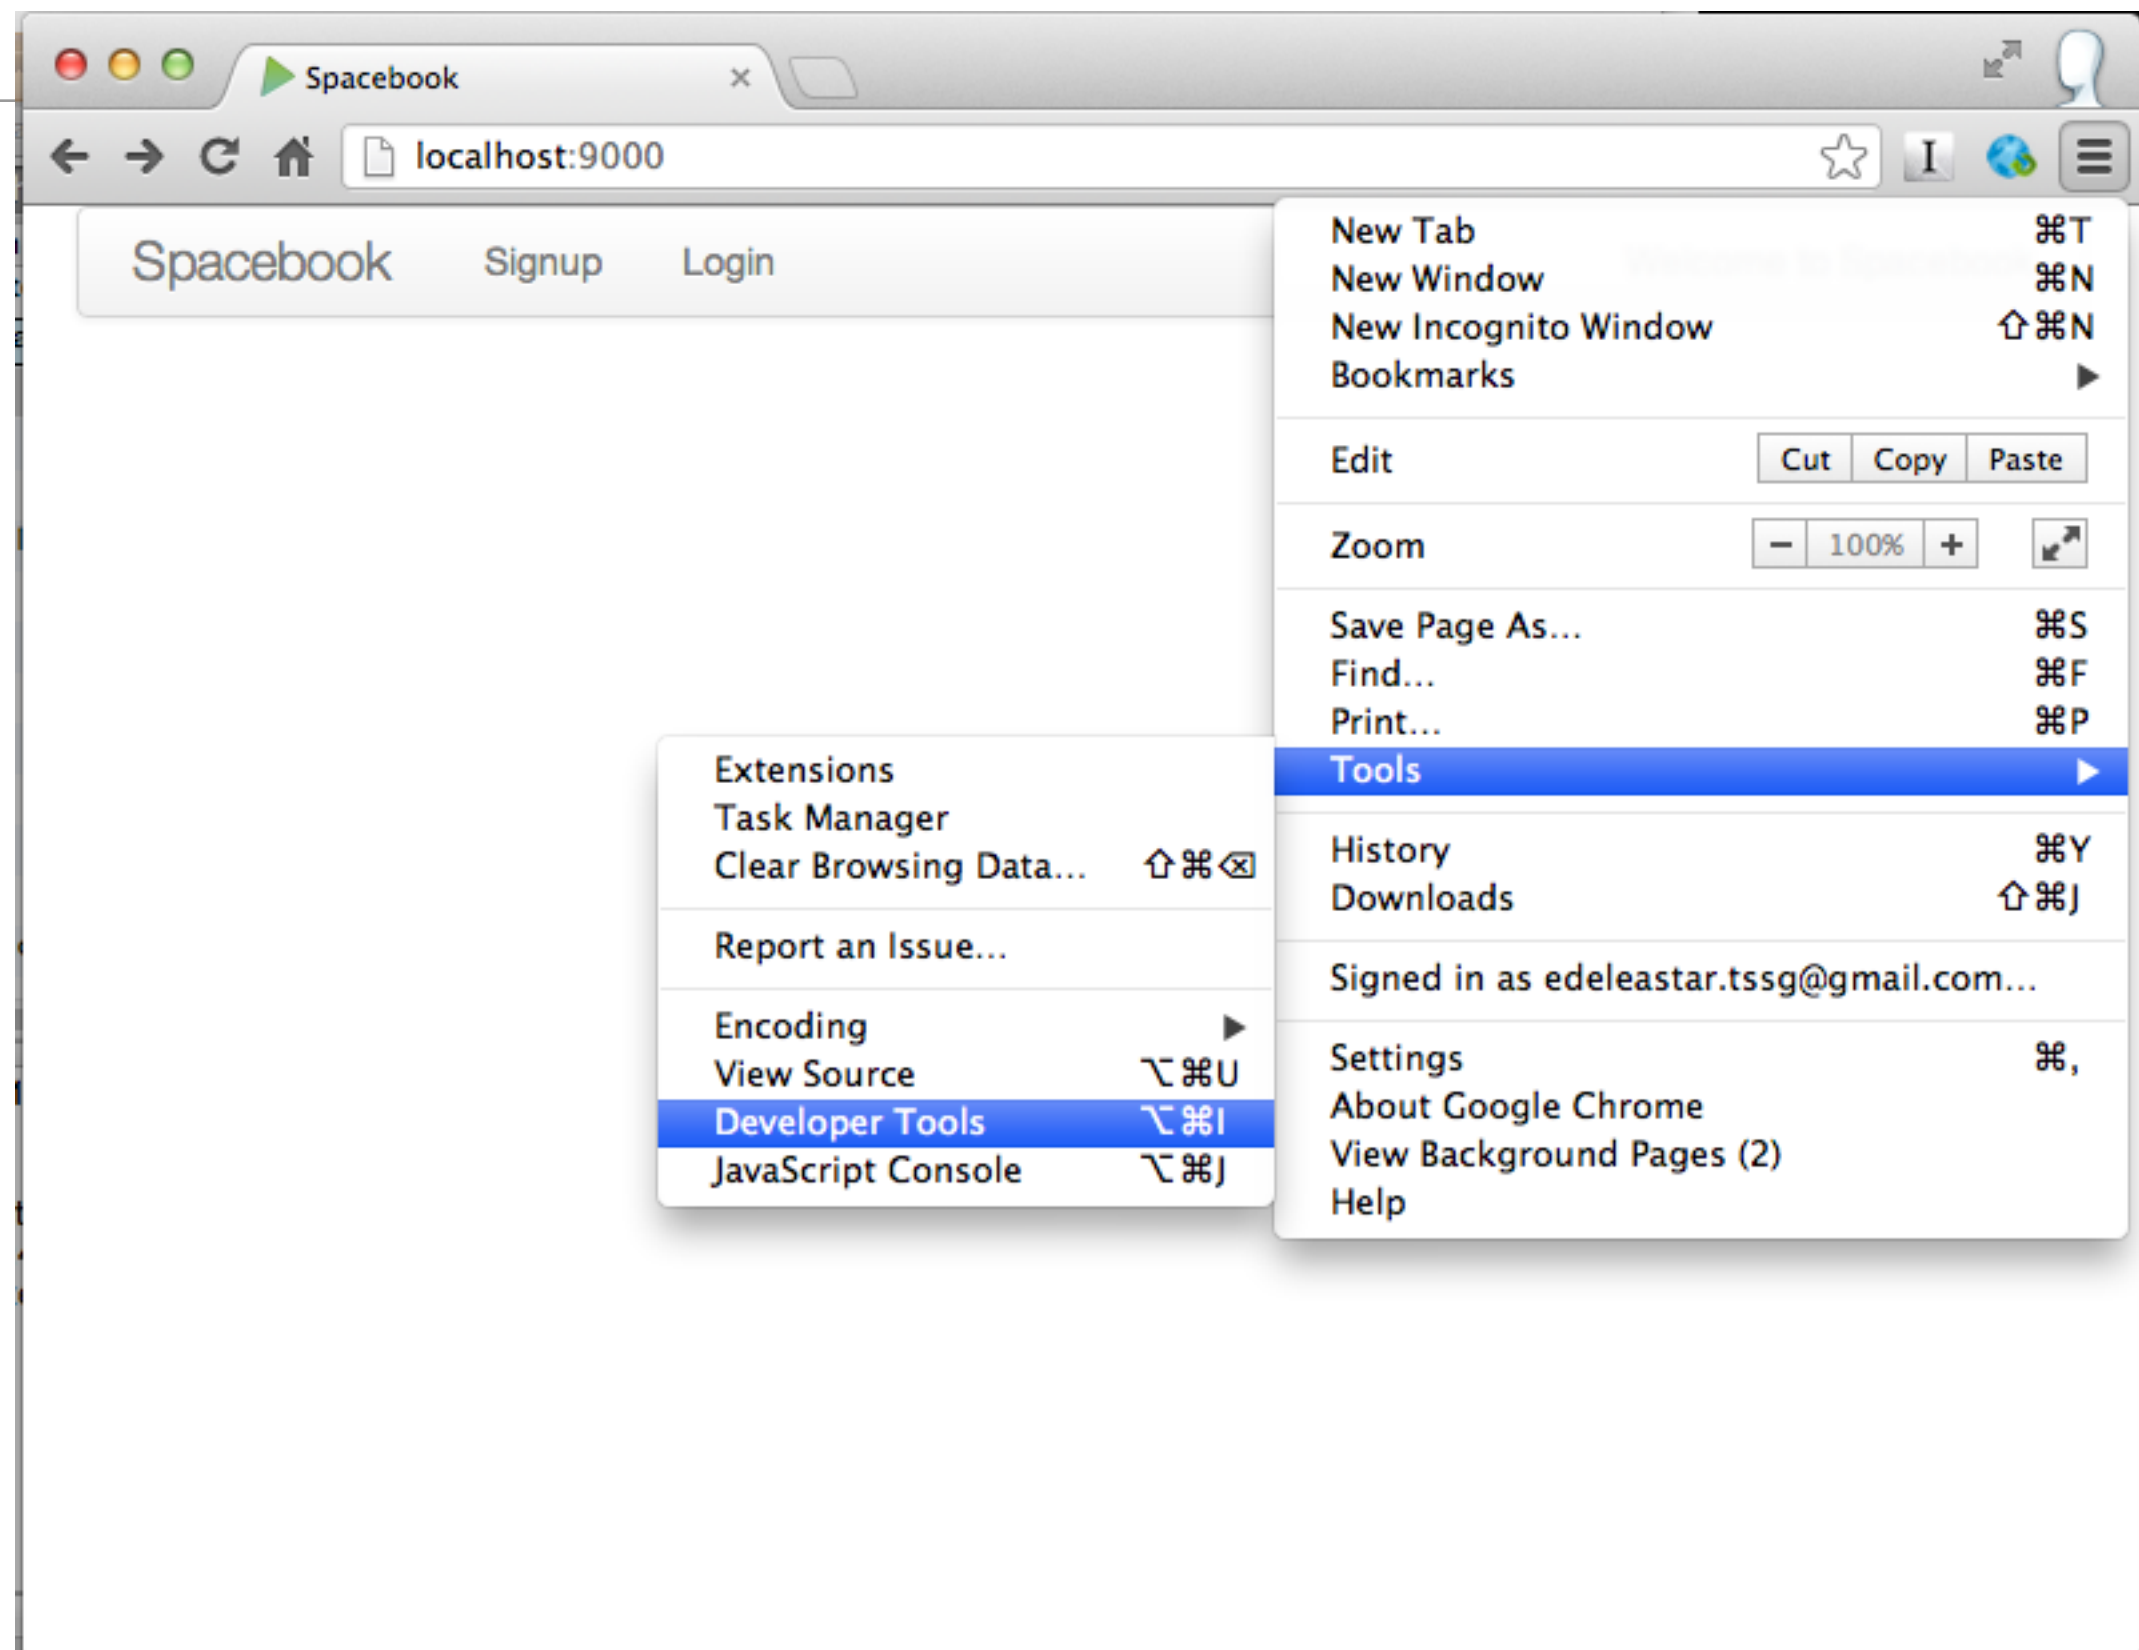 Spacebook
localhost:9000
I
Spacebook Signup Login
New Tab ⌘T
New Window ⌘N
New Incognito Window ⇧⌘N
Bookmarks ▶
Edit Cut Copy Paste
Zoom − 100% +
Save Page As... ⌘S
Find... ⌘F
Print... ⌘P
Tools ▶
History ⌘Y
Downloads ⇧⌘J
Signed in as edeleastar.tssg@gmail.com...
Settings ⌘,
About Google Chrome
View Background Pages (2)
Help
Extensions
Task Manager
Clear Browsing Data... ⇧⌘⌫
Report an Issue...
Encoding ▶
View Source ⌥⌘U
Developer Tools ⌥⌘I
JavaScript Console ⌥⌘J